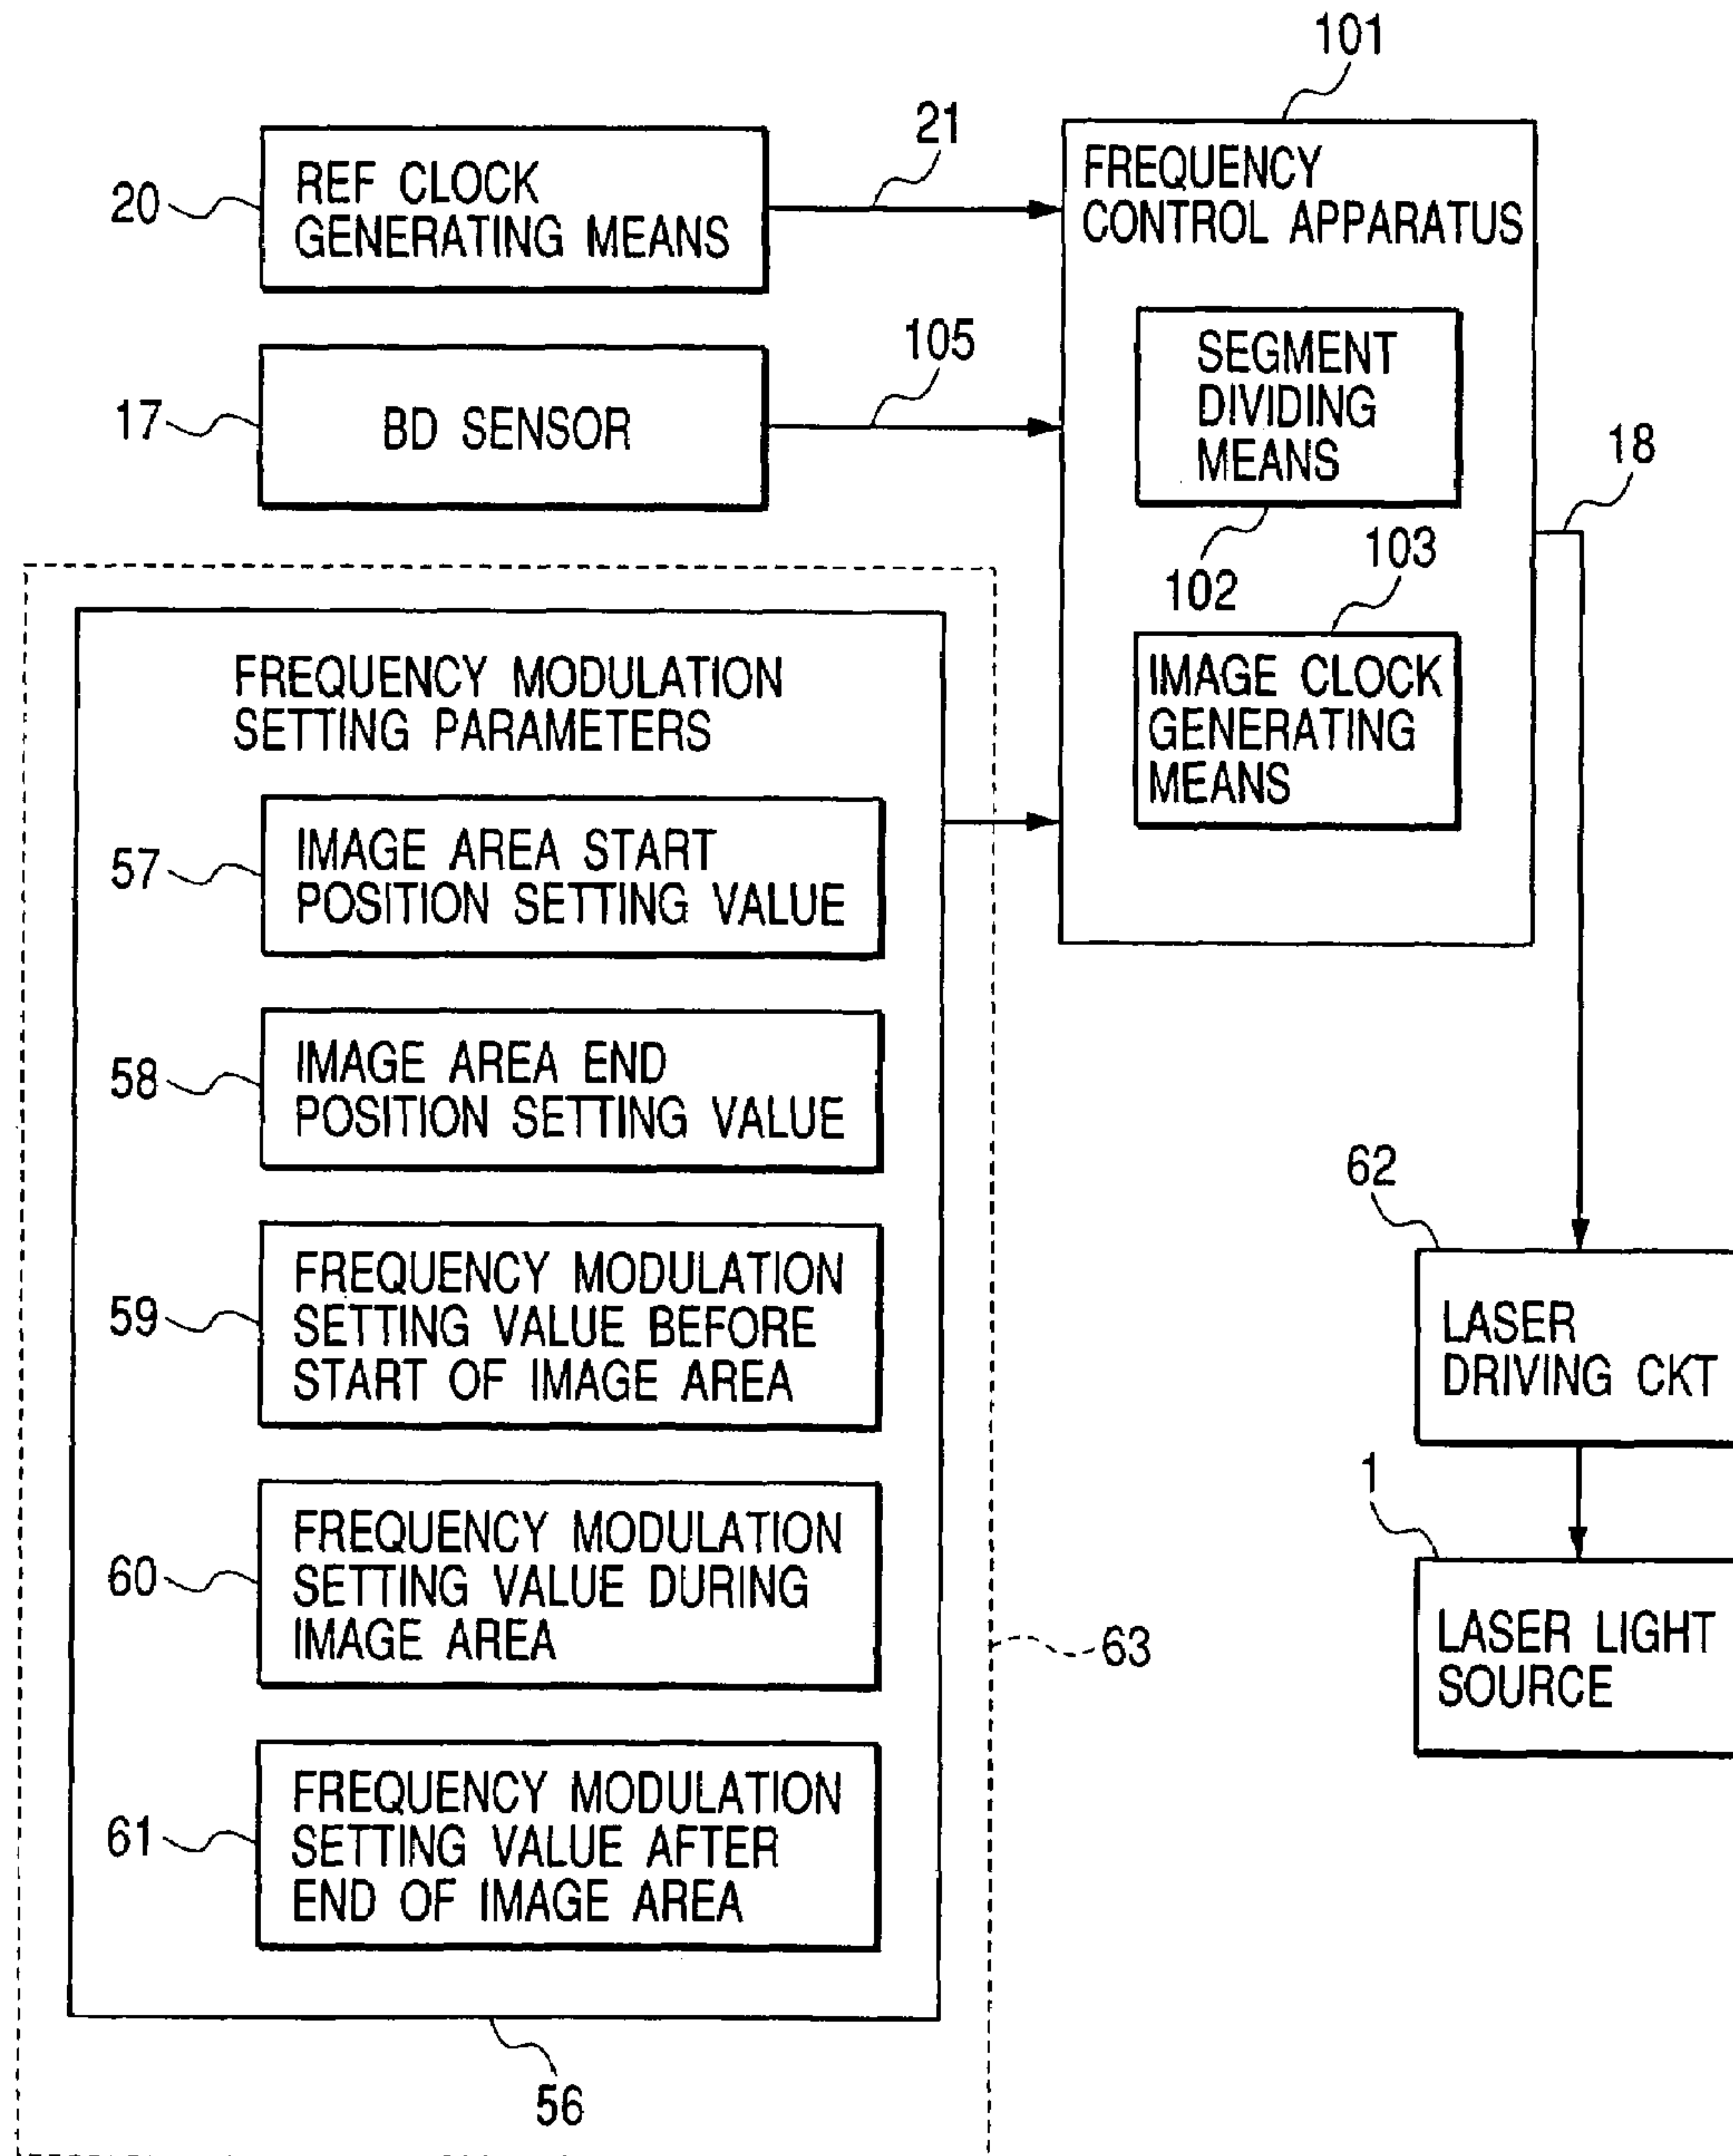 101
20
REF CLOCK
GENERATING MEANS
21
FREQUENCY
CONTROL APPARATUS
17
BD SENSOR
105
SEGMENT
DIVIDING
MEANS
102
18
103
IMAGE CLOCK
GENERATING
MEANS
FREQUENCY MODULATION
SETTING PARAMETERS
57
IMAGE AREA START
POSITION SETTING VALUE
58
IMAGE AREA END
POSITION SETTING VALUE
59
FREQUENCY MODULATION
SETTING VALUE BEFORE
START OF IMAGE AREA
60
FREQUENCY MODULATION
SETTING VALUE DURING
IMAGE AREA
61
FREQUENCY MODULATION
SETTING VALUE AFTER
END OF IMAGE AREA
56
63
62
LASER
DRIVING CKT
1
LASER LIGHT
SOURCE